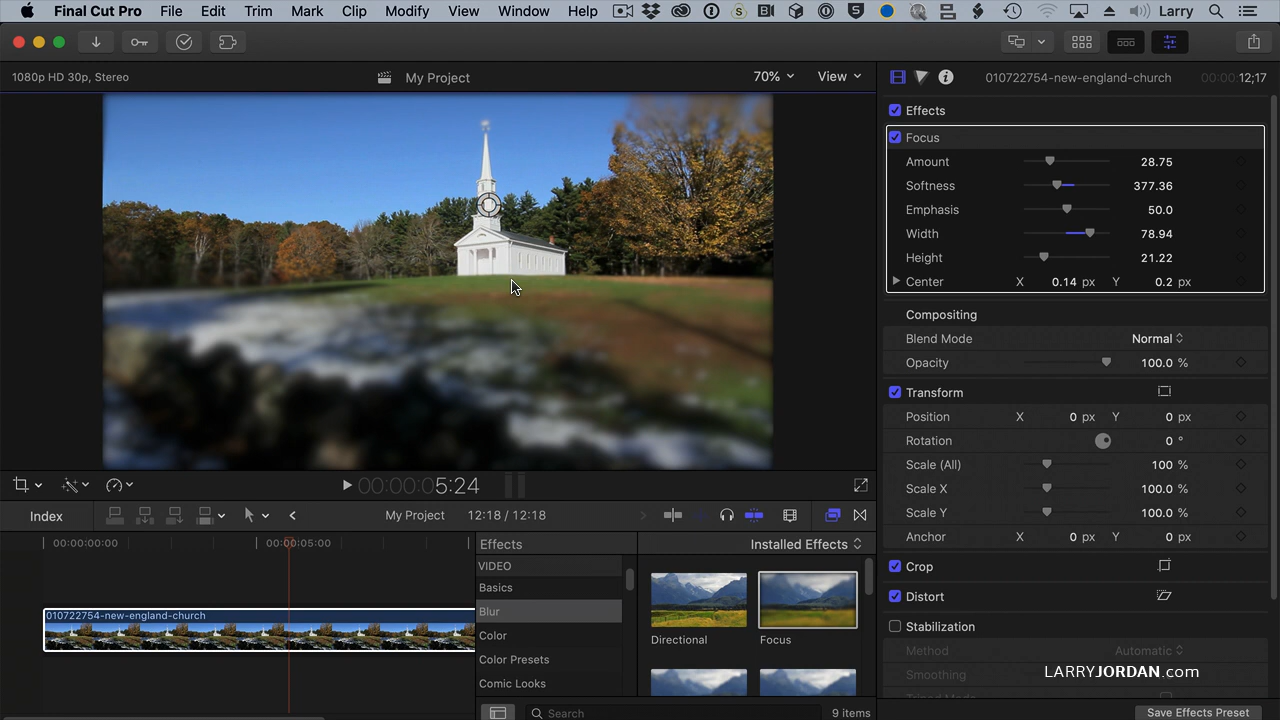 Final Cut Pro File Edit Trim Mark Clip Modify View Window Help Larry
1080p HD 30p, Stereo My Project 70% View
010722754-new-england-church 00:00:12;17
Effects
Focus
Amount 28.75
Softness 377.36
Emphasis 50.0
Width 78.94
Height 21.22
Center X 0.14 px Y 0.2 px
Compositing
Blend Mode Normal
Opacity 100.0 %
Transform
Position X 0 px Y 0 px
Rotation 0 °
Scale (All) 100 %
Scale X 100.0 %
Scale Y 100.0 %
Anchor X 0 px Y 0 px
Crop
Distort
Stabilization
Method Automatic
Smoothing
Tripod Mode
LARRYJORDAN.com
Save Effects Preset
00:00:05:24
Index My Project 12:18 / 12:18
00:00:00:00 00:00:05:00
010722754-new-england-church
Effects Installed Effects
VIDEO
Basics
Blur
Color
Color Presets
Comic Looks
Directional Focus
Search 9 items